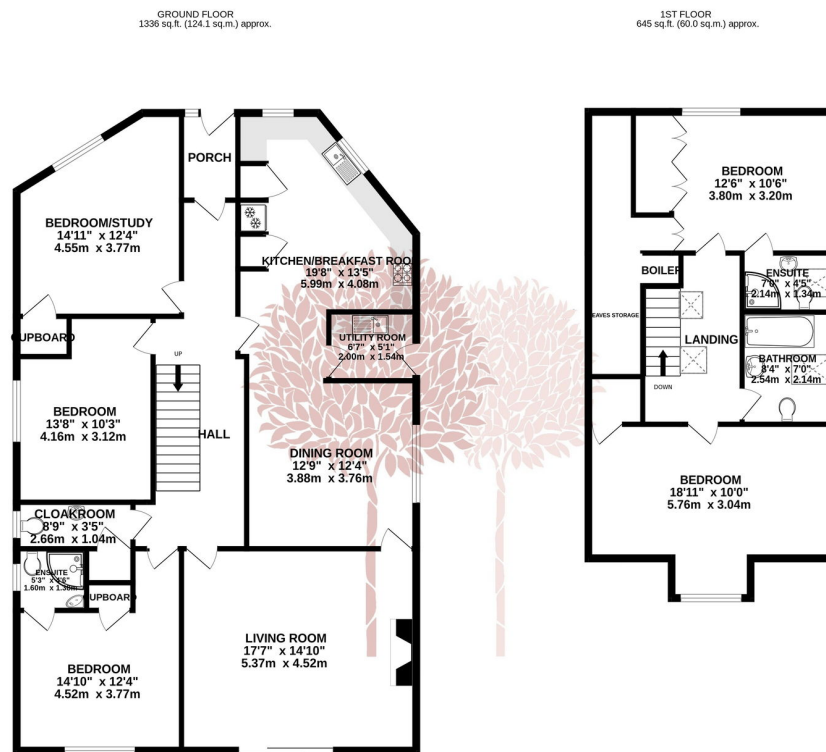 GROUND FLOOR
1336 sq.ft. (124.1 sq.m.) approx.
1ST FLOOR
645 sq.ft. (60.0 sq.m.) approx.
PORCH
BEDROOM/STUDY
14'11" x 12'4"
4.55m x 3.77m
KITCHEN/BREAKFAST ROO
19'8" x 13'5"
5.99m x 4.08m
CUPBOARD
UTILITY ROOM
6'7" x 5'1"
2.00m x 1.54m
UP
BEDROOM
13'8" x 10'3"
4.16m x 3.12m
HALL
DINING ROOM
12'9" x 12'4"
3.88m x 3.76m
CLOAKROOM
8'9" x 3'5"
2.66m x 1.04m
ENSUITE
5'3" x 4'6"
1.60m x 1.38m
CUPBOARD
BEDROOM
14'10" x 12'4"
4.52m x 3.77m
LIVING ROOM
17'7" x 14'10"
5.37m x 4.52m
BEDROOM
12'6" x 10'6"
3.80m x 3.20m
BOILER
ENSUITE
7'0" x 4'5"
2.14m x 1.34m
EAVES STORAGE
LANDING
BATHROOM
8'4" x 7'0"
2.54m x 2.14m
DOWN
BEDROOM
18'11" x 10'0"
5.76m x 3.04m